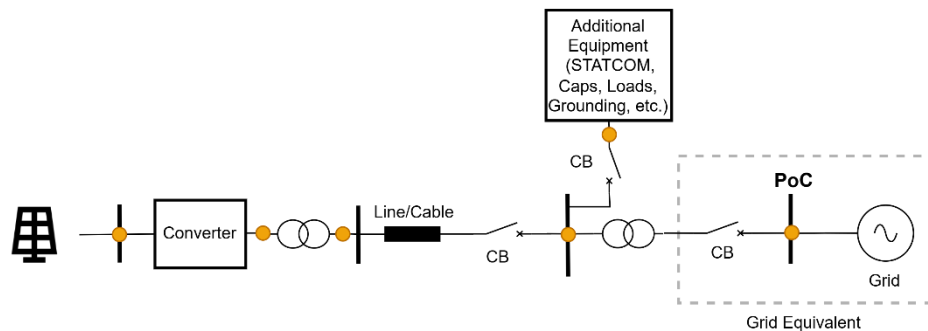 Additional
Equipment
(STATCOM,
Caps, Loads,
Grounding, etc.)
CB
PoC
Line/Cable
Converter
CB
CB
Grid
Grid Equivalent